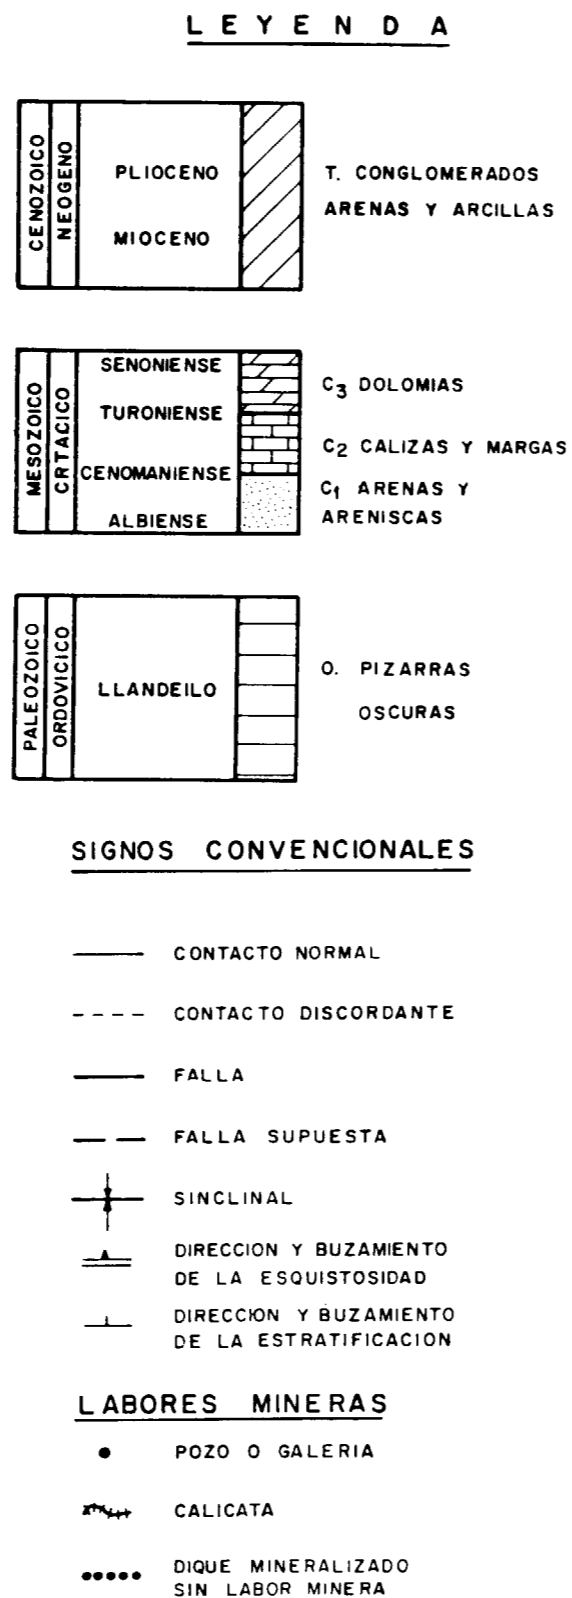 LEYENDA
CENOZOICO
NEOGENO
PLIOCENO
MIOCENO
T. CONGLOMERADOS
ARENAS Y ARCILLAS
MESOZOICO
CRTACICO
SENONIENSE
TURONIENSE
CENOMANIENSE
ALBIENSE
C3 DOLOMIAS
C2 CALIZAS Y MARGAS
C1 ARENAS Y
ARENISCAS
PALEOZOICO
ORDOVICICO
LLANDEILO
O. PIZARRAS
OSCURAS
SIGNOS CONVENCIONALES
CONTACTO NORMAL
CONTACTO DISCORDANTE
FALLA
FALLA SUPUESTA
SINCLINAL
DIRECCION Y BUZAMIENTO
DE LA ESQUISTOSIDAD
DIRECCION Y BUZAMIENTO
DE LA ESTRATIFICACION
LABORES MINERAS
POZO O GALERIA
CALICATA
DIQUE MINERALIZADO
SIN LABOR MINERA